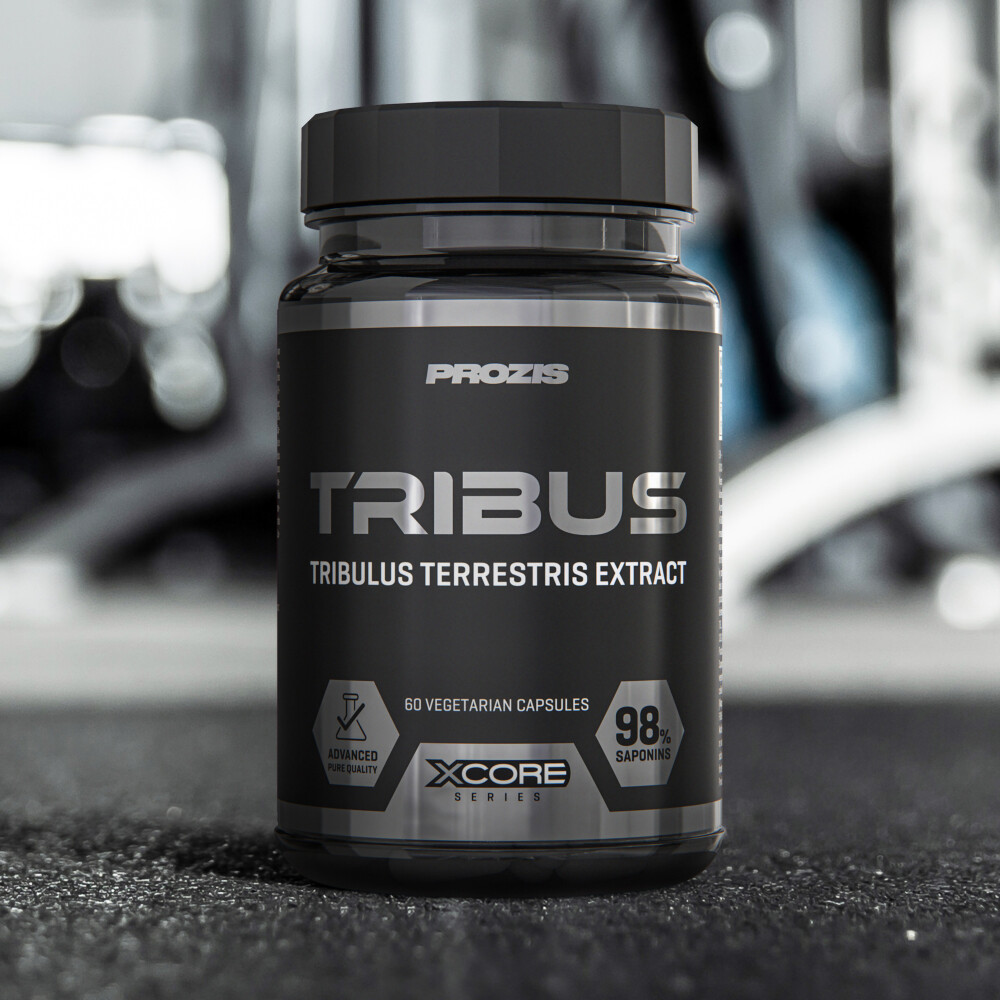 PROZIS
TRIBUS
TRIBULUS TERRESTRIS EXTRACT
60 VEGETARIAN CAPSULES
ADVANCED
PURE QUALITY
98%
SAPONINS
XCORE
SERIES